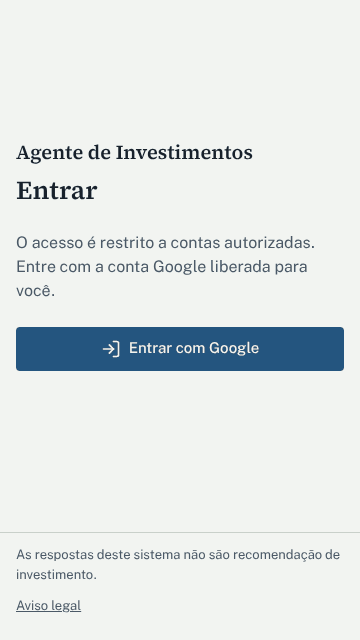 Agente de Investimentos
Entrar
O acesso é restrito a contas autorizadas.
Entre com a conta Google liberada para
você.
Entrar com Google
As respostas deste sistema não são recomendação de
investimento.
Aviso legal